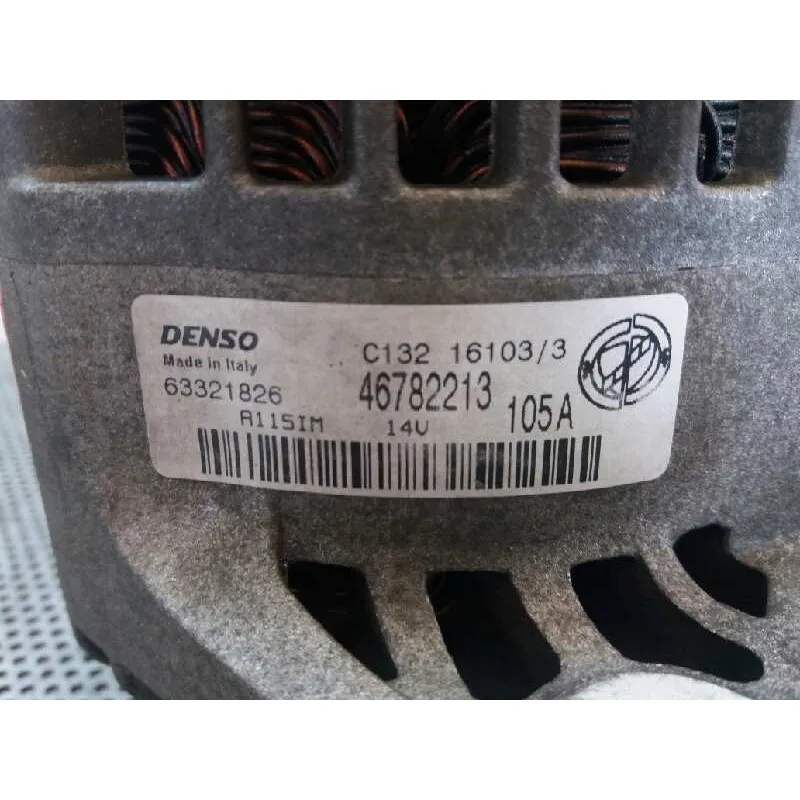 DENSO
Made in Italy
63321826
A115IM
C132 16103/3
46782213
14V
105A